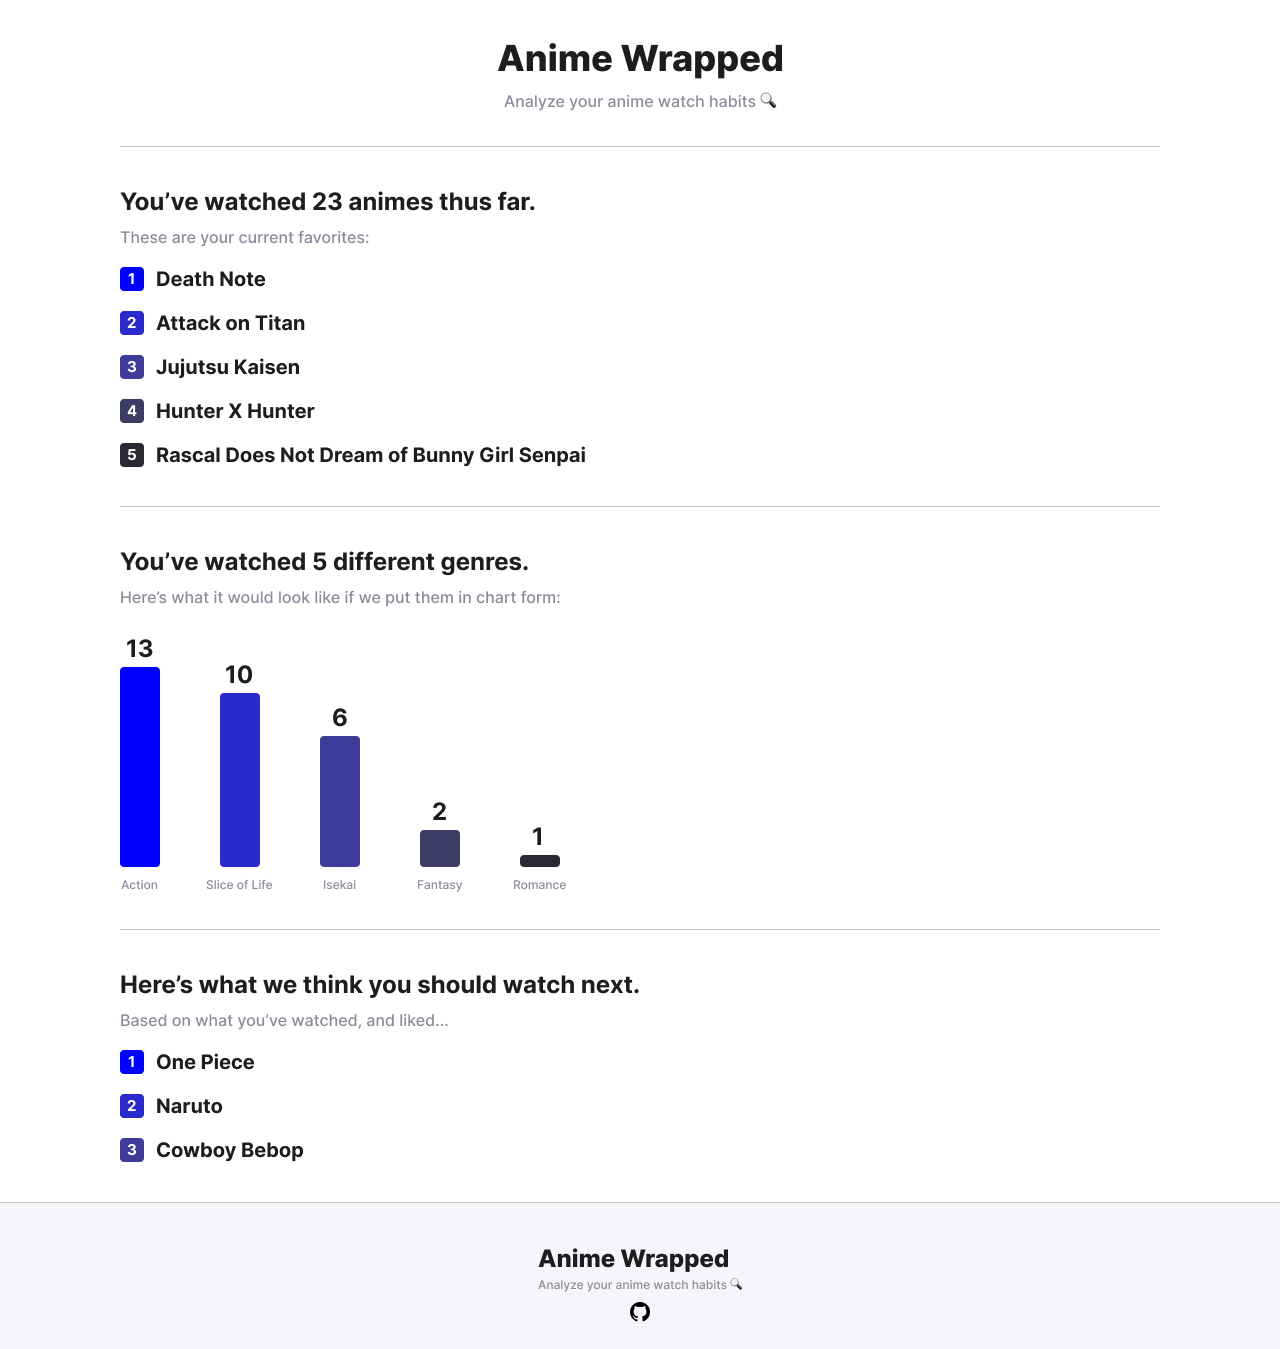 Anime Wrapped
Analyze your anime watch habits 🔍
You’ve watched 23 animes thus far.
These are your current favorites:
1 Death Note
2 Attack on Titan
3 Jujutsu Kaisen
4 Hunter X Hunter
5 Rascal Does Not Dream of Bunny Girl Senpai
You’ve watched 5 different genres.
Here’s what it would look like if we put them in chart form:
13
10
6
2
1
Action Slice of Life Isekai Fantasy Romance
Here’s what we think you should watch next.
Based on what you’ve watched, and liked...
1 One Piece
2 Naruto
3 Cowboy Bebop
Anime Wrapped
Analyze your anime watch habits 🔍